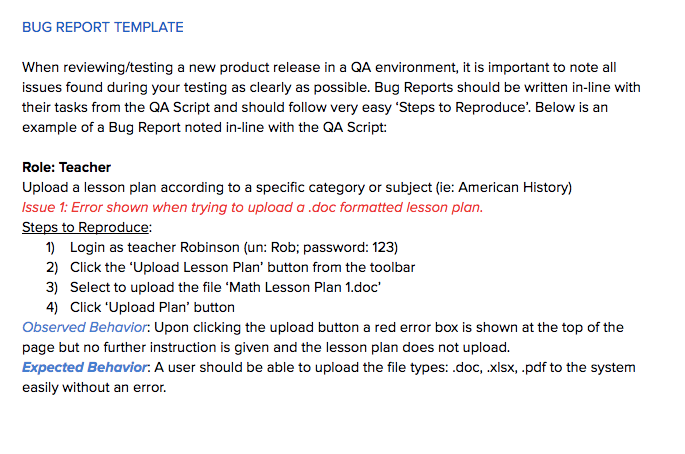 BUG REPORT TEMPLATE
When reviewing/testing a new product release in a QA environment, it is important to note all
issues found during your testing as clearly as possible. Bug Reports should be written in-line with
their tasks from the QA Script and should follow very easy ‘Steps to Reproduce’. Below is an
example of a Bug Report noted in-line with the QA Script:
Role: Teacher
Upload a lesson plan according to a specific category or subject (ie: American History)
Issue 1: Error shown when trying to upload a .doc formatted lesson plan.
Steps to Reproduce:
1) Login as teacher Robinson (un: Rob; password: 123)
2) Click the ‘Upload Lesson Plan’ button from the toolbar
3) Select to upload the file ‘Math Lesson Plan 1.doc’
4) Click ‘Upload Plan’ button
Observed Behavior: Upon clicking the upload button a red error box is shown at the top of the
page but no further instruction is given and the lesson plan does not upload.
Expected Behavior: A user should be able to upload the file types: .doc, .xlsx, .pdf to the system
easily without an error.